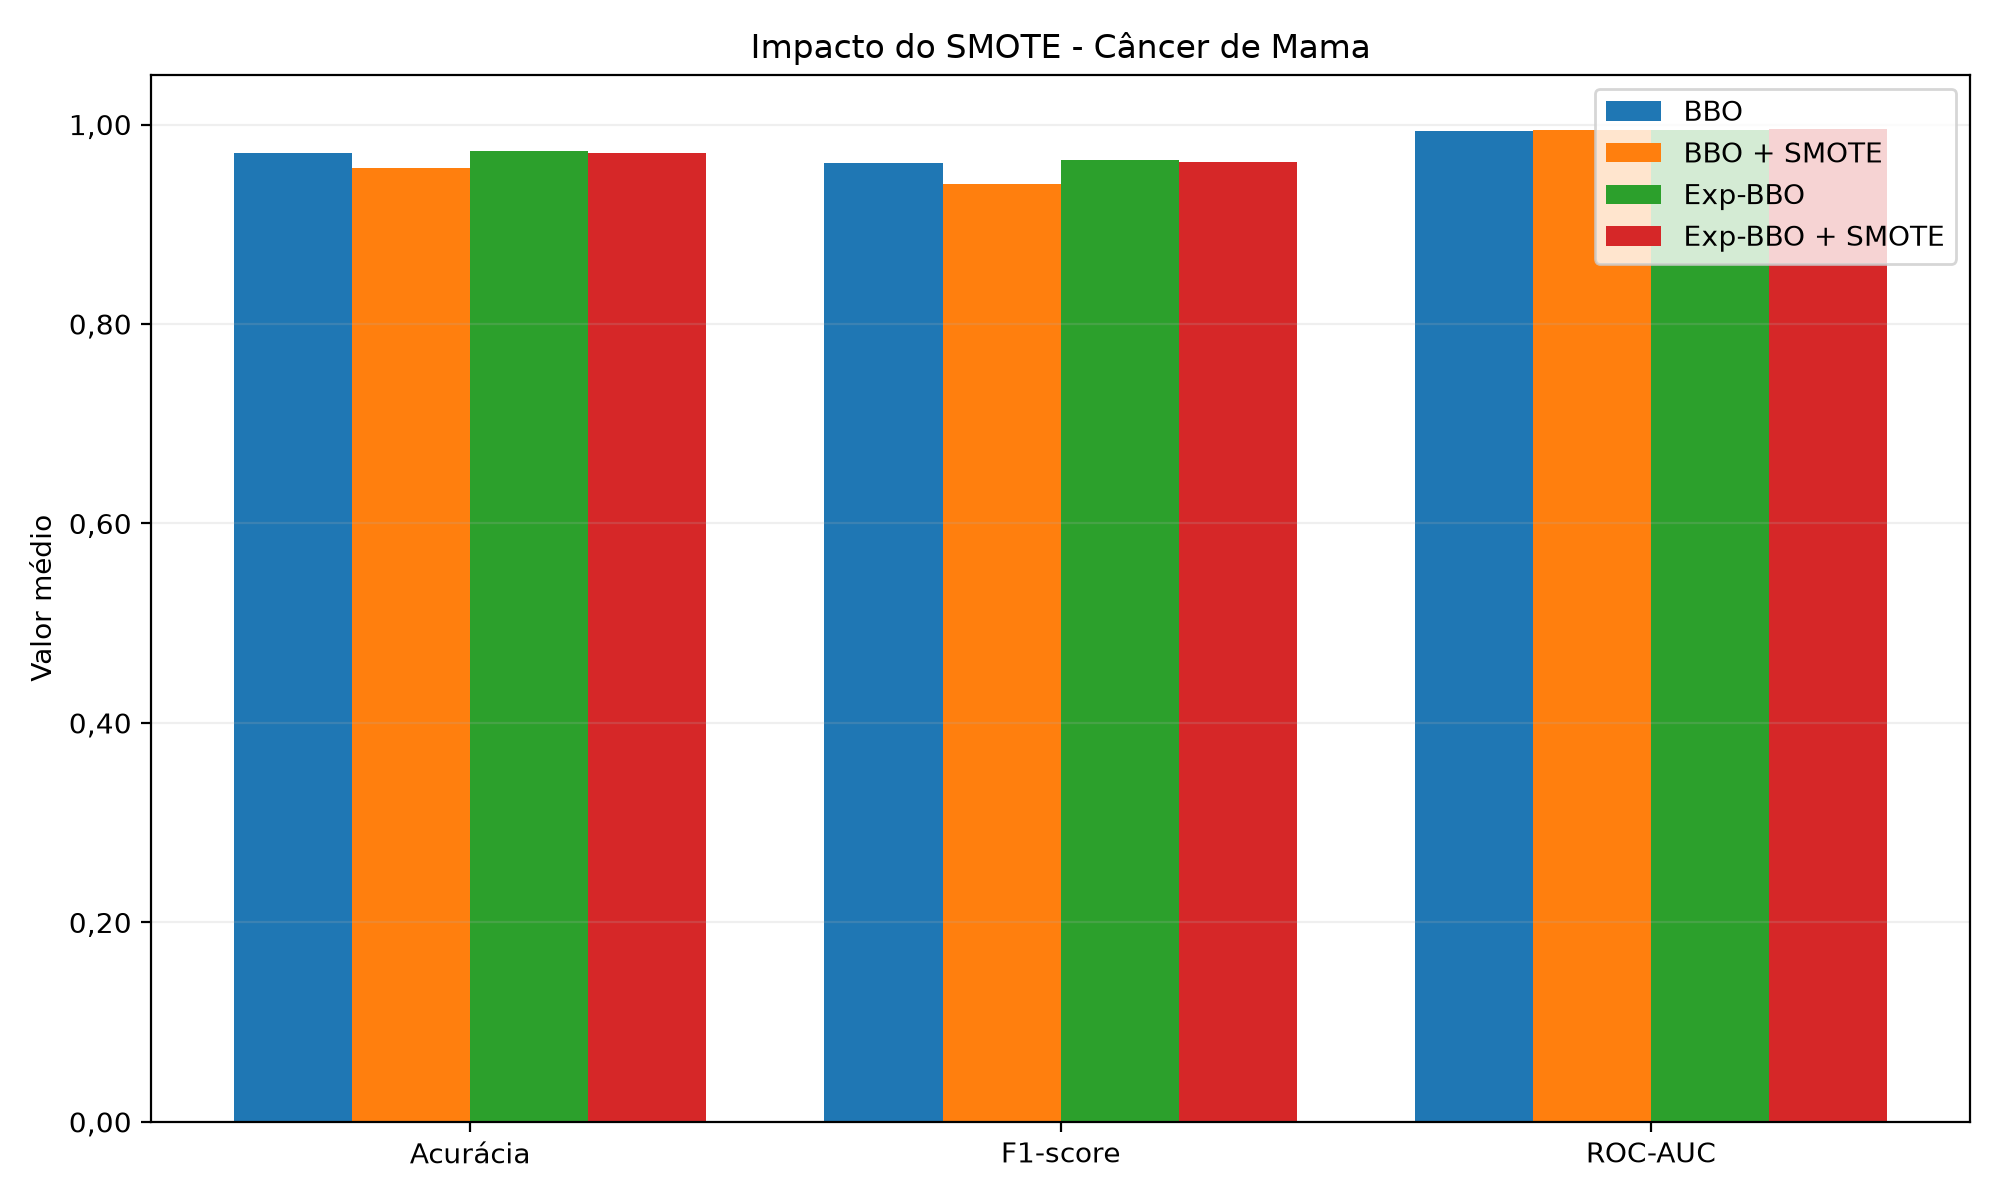 Impacto do SMOTE - Câncer de Mama
BBO
BBO + SMOTE
Exp-BBO
Exp-BBO + SMOTE
Valor médio
1,00
0,80
0,60
0,40
0,20
0,00
Acurácia
F1-score
ROC-AUC